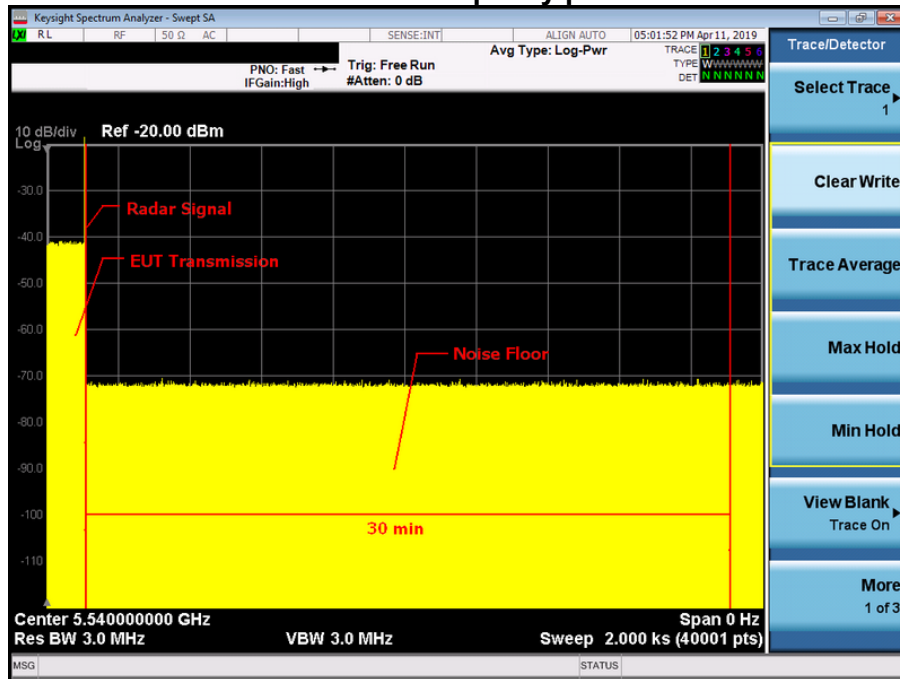 Keysight Spectrum Analyzer - Swept SA
LXI RL RF 50 Ω AC SENSE:INT ALIGN AUTO 05:01:52 PM Apr 11, 2019
Avg Type: Log-Pwr TRACE 1 2 3 4 5 6
PNO: Fast Trig: Free Run TYPE WWWWWW
IFGain:High #Atten: 0 dB DET N N N N N N
10 dB/div Ref -20.00 dBm
Log
-30.0
-40.0
-50.0
-60.0
-70.0
-80.0
-90.0
-100
-110
Radar Signal
EUT Transmission
Noise Floor
30 min
Center 5.540000000 GHz Span 0 Hz
Res BW 3.0 MHz VBW 3.0 MHz Sweep 2.000 ks (40001 pts)
MSG STATUS
Trace/Detector
Select Trace
1
Clear Write
Trace Average
Max Hold
Min Hold
View Blank
Trace On
More
1 of 3